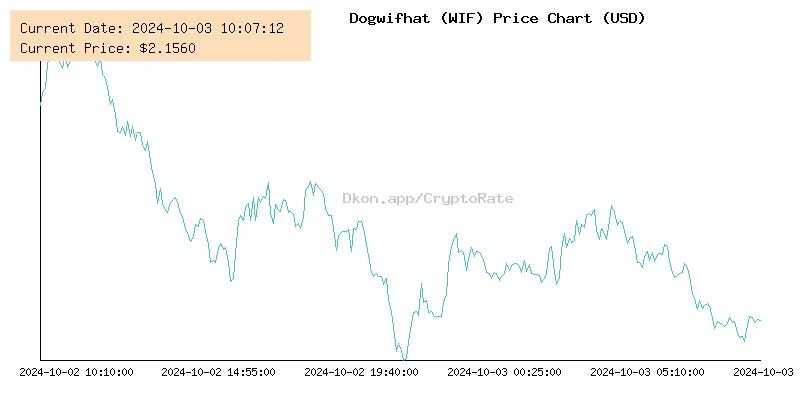 Dogwifhat (WIF) Price Chart (USD)
Current Date: 2024-10-03 10:07:12
Current Price: $2.1560
Dkon.app/CryptoRate
2024-10-02 10:10:00 2024-10-02 14:55:00 2024-10-02 19:40:00 2024-10-03 00:25:00 2024-10-03 05:10:00 2024-10-03